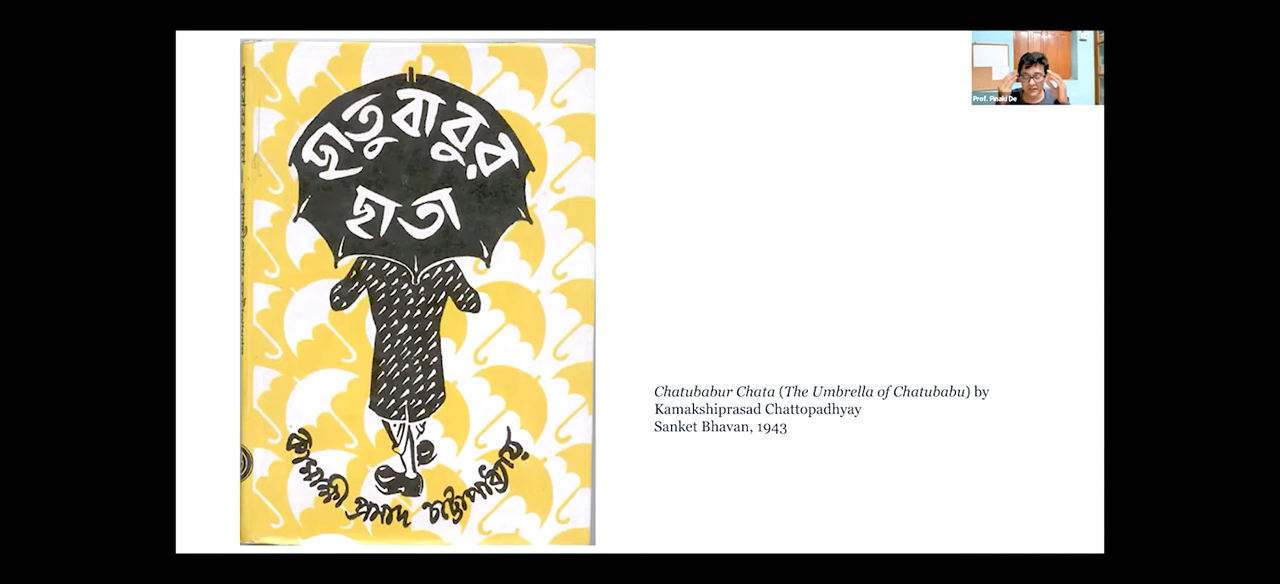 ছাতুবাবুর
ছাতা
কামাক্ষীপ্রসাদ চট্টোপাধ্যায়
Chatubabur Chata (The Umbrella of Chatubabu) by
Kamakshiprasad Chattopadhyay
Sanket Bhavan, 1943
Prof. Pinaki De